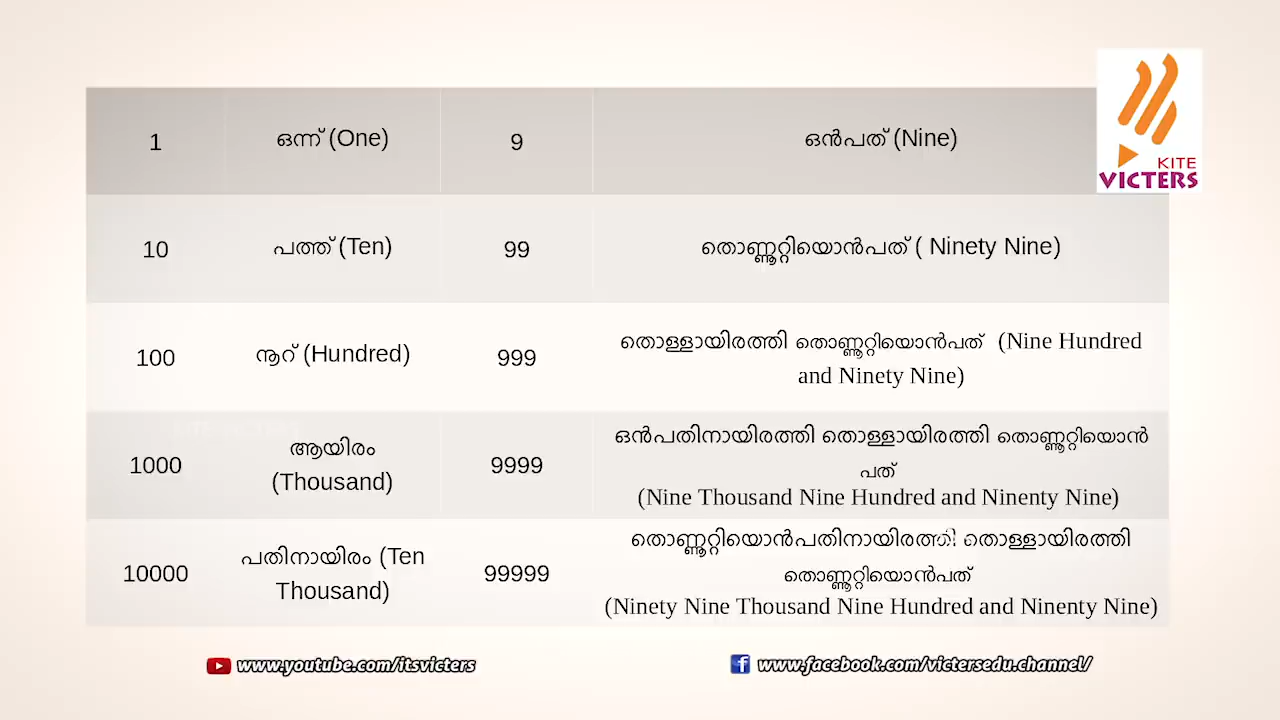 1 ഒന്ന് (One) 9 ഒൻപത് (Nine)
KITE
VICTERS
10 പത്ത് (Ten) 99 തൊണ്ണൂറ്റിയൊൻപത് ( Ninety Nine)
100 നൂറ് (Hundred) 999 തൊള്ളായിരത്തി തൊണ്ണൂറ്റിയൊൻപത് (Nine Hundred
and Ninety Nine)
1000 ആയിരം
(Thousand) 9999 ഒൻപതിനായിരത്തി തൊള്ളായിരത്തി തൊണ്ണൂറ്റിയൊൻ
പത്
(Nine Thousand Nine Hundred and Ninenty Nine)
10000 പതിനായിരം (Ten
Thousand) 99999 തൊണ്ണൂറ്റിയൊൻപതിനായിരത്തി തൊള്ളായിരത്തി
തൊണ്ണൂറ്റിയൊൻപത്
(Ninety Nine Thousand Nine Hundred and Ninenty Nine)
www.youtube.com/itsvicters
www.facebook.com/victersedu.channel/